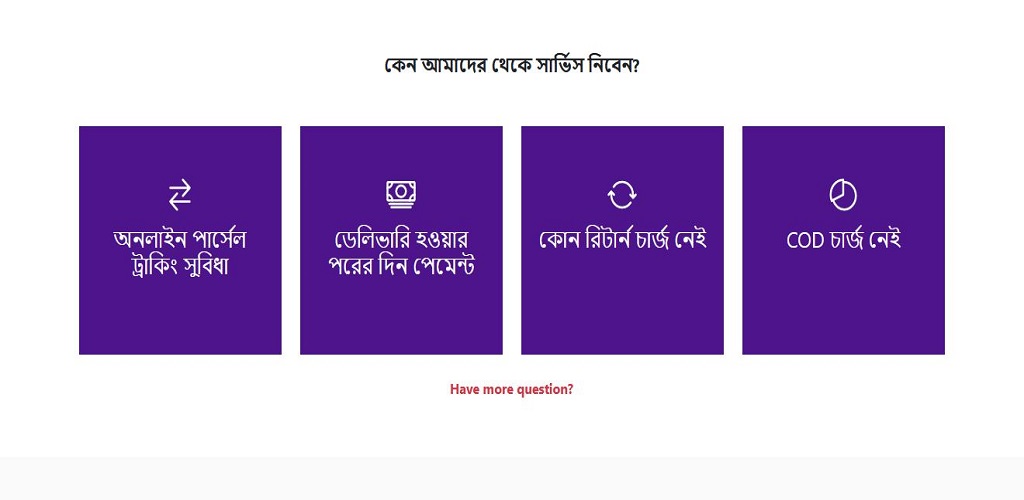 কেন আমাদের থেকে সার্ভিস নিবেন?
অনলাইন পার্সেল
ট্রাকিং সুবিধা
ডেলিভারি হওয়ার
পরের দিন পেমেন্ট
কোন রিটার্ন চার্জ নেই
COD চার্জ নেই
Have more question?